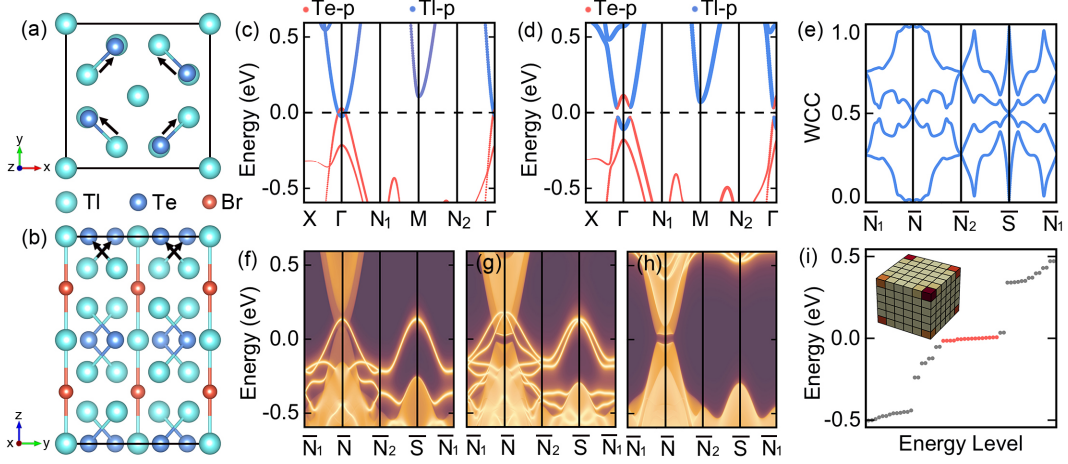 (a)
y
z
x
Tl
Te
Br
(b)
z
x
y
(c)
Te-p
Tl-p
Energy (eV)
0.5
0.0
-0.5
X
Γ
N1
M
N2
Γ
(d)
Te-p
Tl-p
Energy (eV)
0.5
0.0
-0.5
X
Γ
N1
M
N2
Γ
(e)
WCC
1.0
0.5
0.0
N̅1
N̅
N̅2
S̅
N̅1
(f)
Energy (eV)
0.5
0.0
-0.5
N̅1
N̅
N̅2
S̅
N̅1
(g)
N̅
N̅2
S̅
N̅1
(h)
N̅
N̅2
S̅
N̅1
(i)
Energy (eV)
0.5
0.0
-0.5
Energy Level